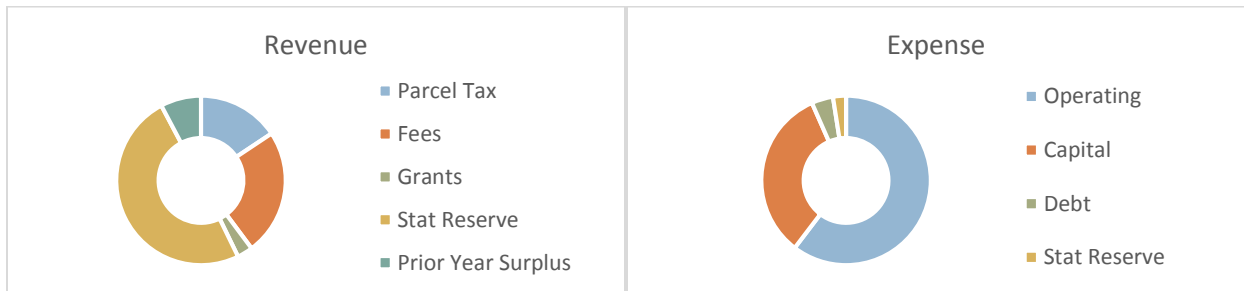 Revenue
Parcel Tax
Fees
Grants
Stat Reserve
Prior Year Surplus
Expense
Operating
Capital
Debt
Stat Reserve